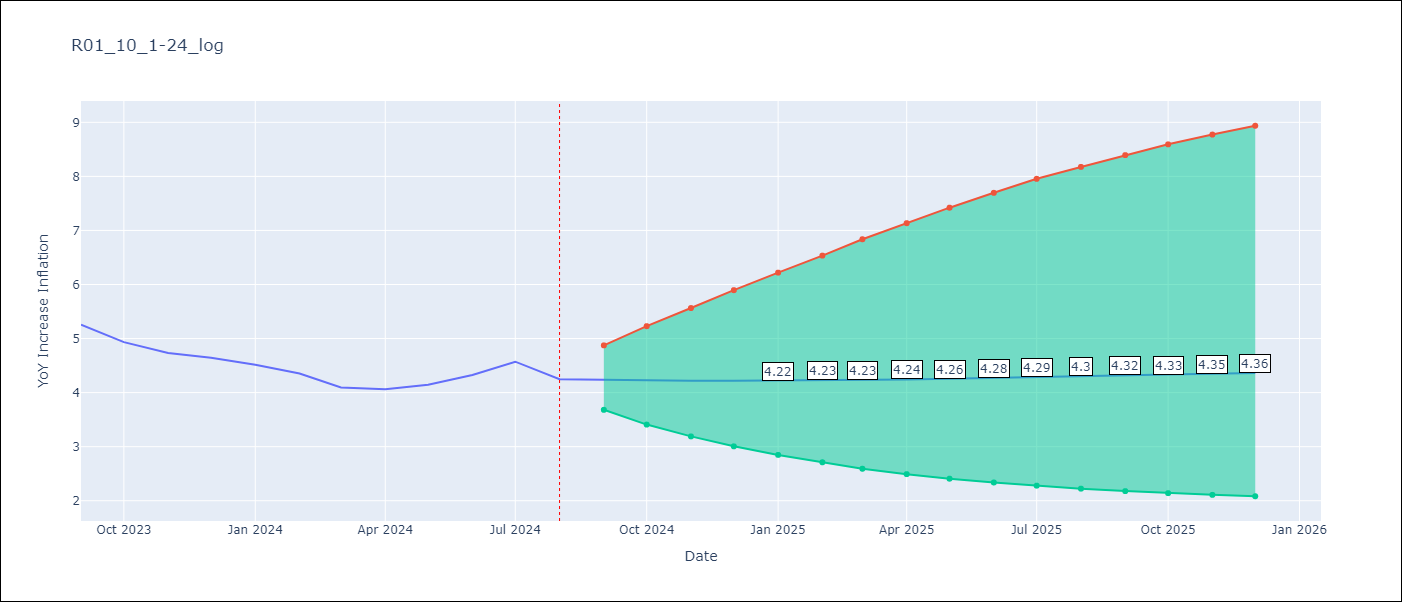 R01_10_1-24_log
YoY Increase Inflation
9
8
7
6
5
4
3
2
4.22 4.23 4.23 4.24 4.26 4.28 4.29 4.3 4.32 4.33 4.35 4.36
Oct 2023 Jan 2024 Apr 2024 Jul 2024 Oct 2024 Jan 2025 Apr 2025 Jul 2025 Oct 2025 Jan 2026
Date